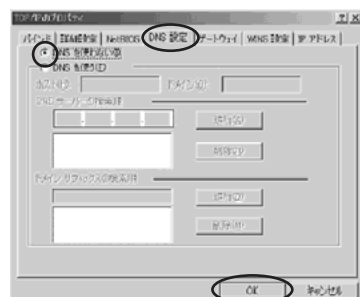 TCP/IPのプロパティ
バインド 詳細設定 NetBIOS DNS 設定 ゲートウェイ WINS 設定 IP アドレス
DNS を使わない(I)
DNS を使う(E)
ホスト(H): ドメイン(O):
DNS サーバーの検索順
追加(A)
削除(R)
ドメイン サフィックスの検索順
追加(D)
削除(M)
OK キャンセル